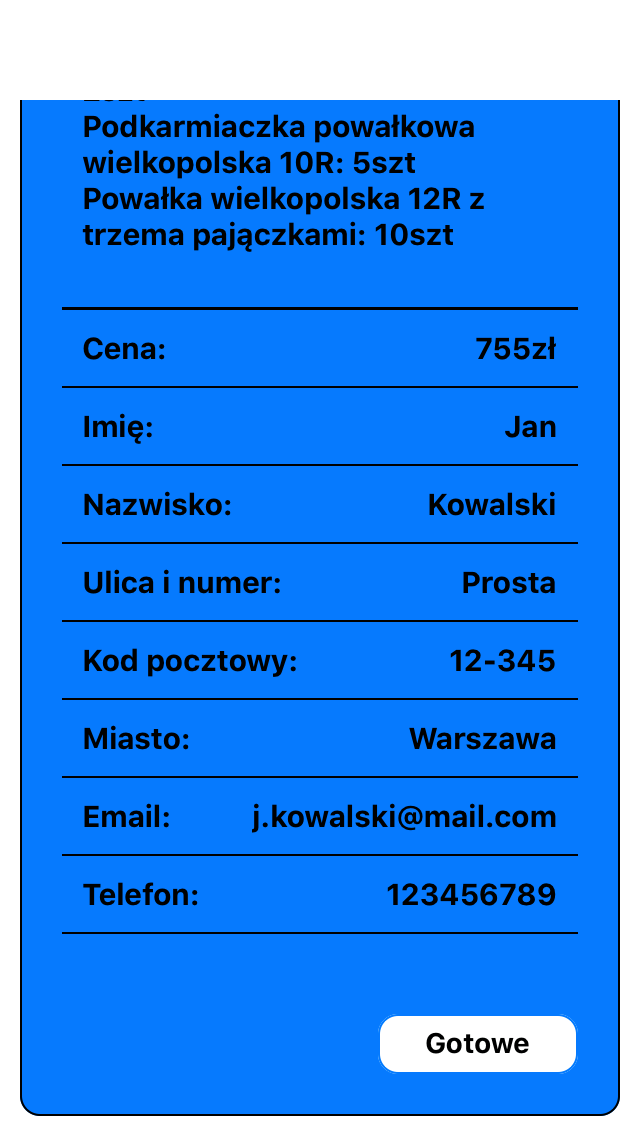 Podkarmiaczka powałkowa
wielkopolska 10R: 5szt
Powałka wielkopolska 12R z
trzema pajączkami: 10szt
Cena: 755zł
Imię: Jan
Nazwisko: Kowalski
Ulica i numer: Prosta
Kod pocztowy: 12-345
Miasto: Warszawa
Email: j.kowalski@mail.com
Telefon: 123456789
Gotowe